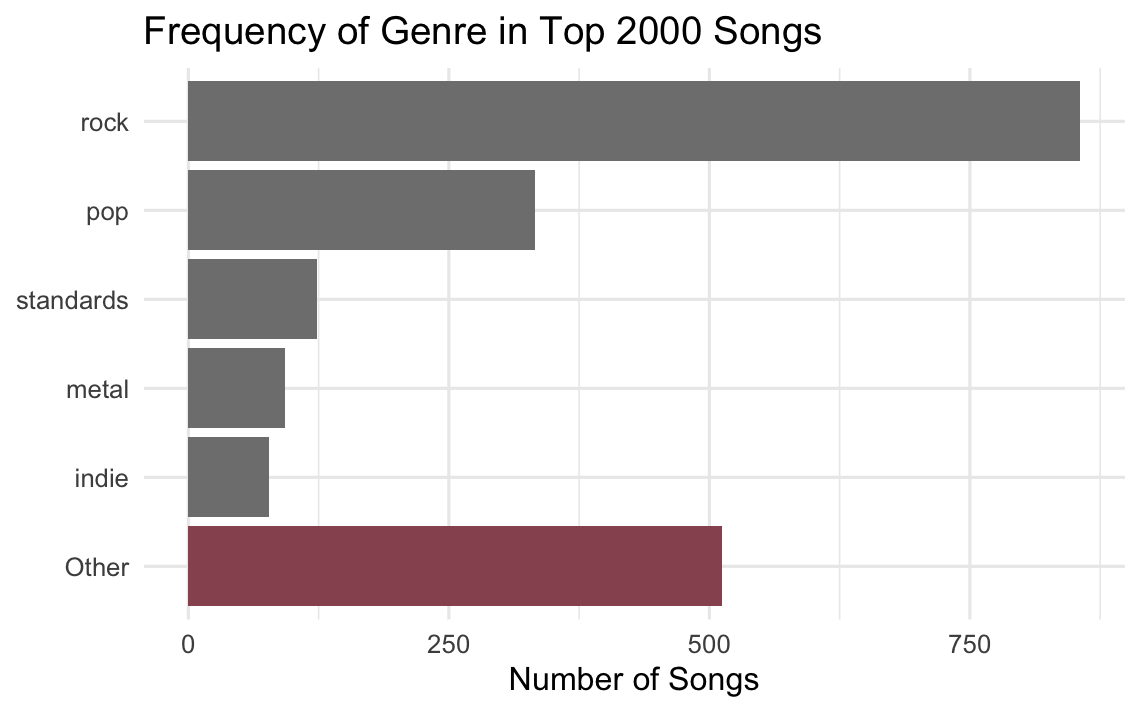 Frequency of Genre in Top 2000 Songs
rock
pop
standards
metal
indie
Other
0 250 500 750
Number of Songs